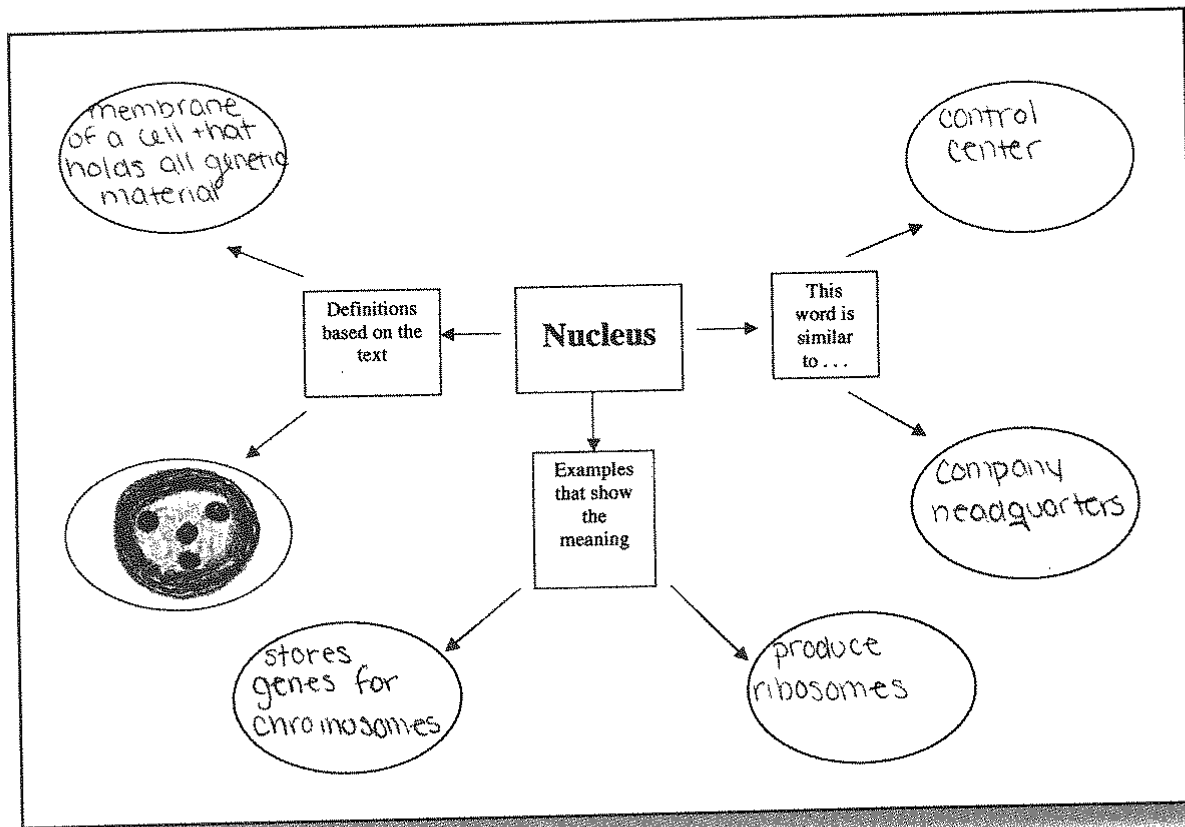 membrane
of a cell that
holds all genetic
material
control
center
Definitions
based on the
text
Nucleus
This
word is
similar
to . . .
Examples
that show
the
meaning
company
headquarters
stores
genes for
chromosomes
produce
ribosomes